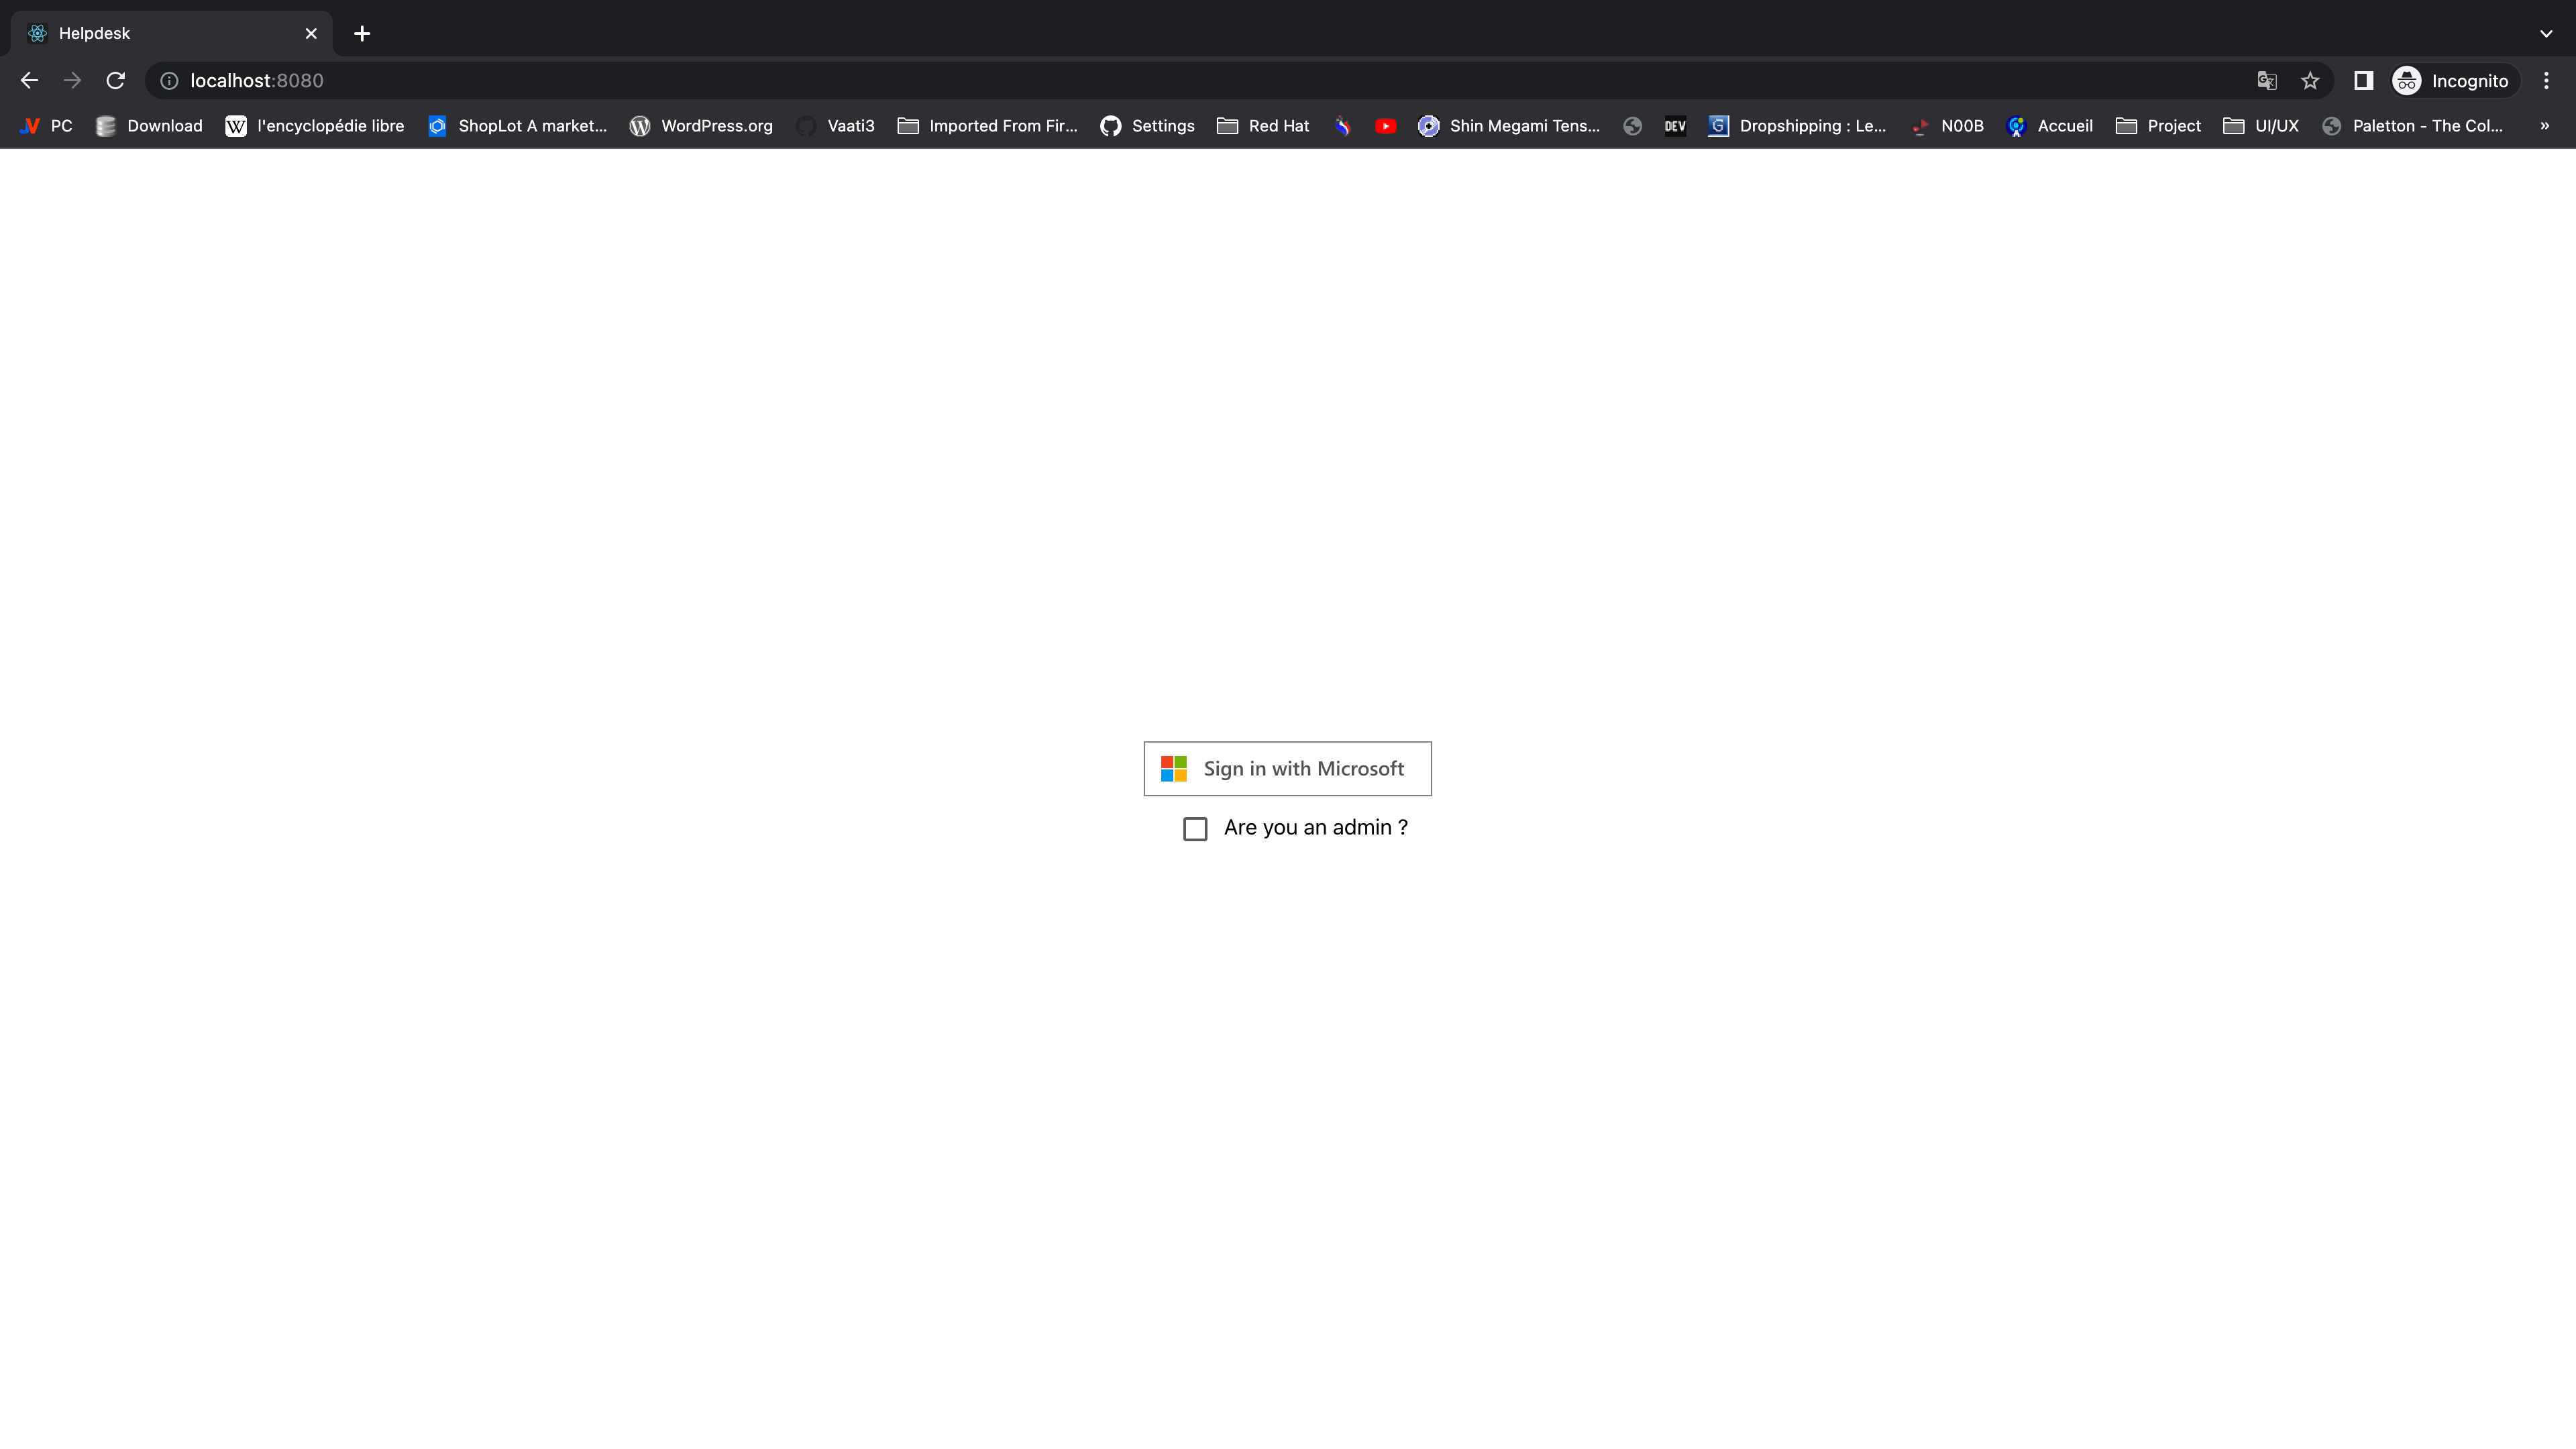 Helpdesk
localhost:8080
Incognito
PC Download W l'encyclopédie libre ShopLot A market... WordPress.org Vaati3 Imported From Fir... Settings Red Hat Shin Megami Tens... DEV G Dropshipping : Le... N00B Accueil Project UI/UX Paletton - The Col... »
Sign in with Microsoft
Are you an admin ?